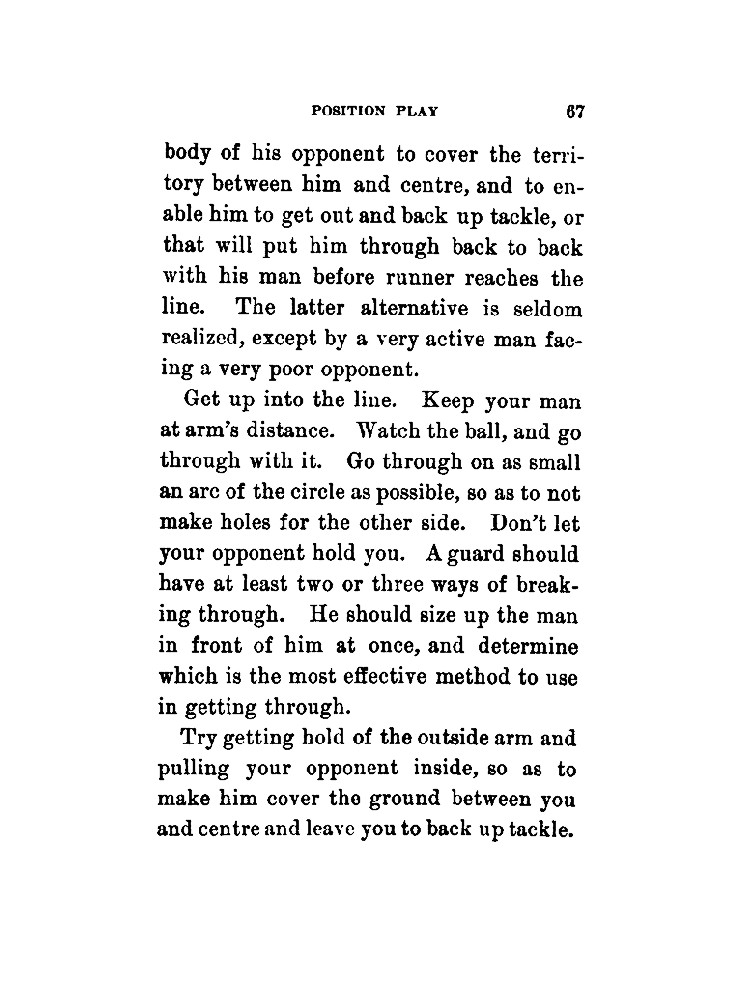 POSITION PLAY 67
body of his opponent to cover the terri-
tory between him and centre, and to en-
able him to get out and back up tackle, or
that will put him through back to back
with his man before runner reaches the
line. The latter alternative is seldom
realized, except by a very active man fac-
ing a very poor opponent.
Get up into the line. Keep your man
at arm's distance. Watch the ball, and go
through with it. Go through on as small
an arc of the circle as possible, so as to not
make holes for the other side. Don't let
your opponent hold you. A guard should
have at least two or three ways of break-
ing through. He should size up the man
in front of him at once, and determine
which is the most effective method to use
in getting through.
Try getting hold of the outside arm and
pulling your opponent inside, so as to
make him cover the ground between you
and centre and leave you to back up tackle.